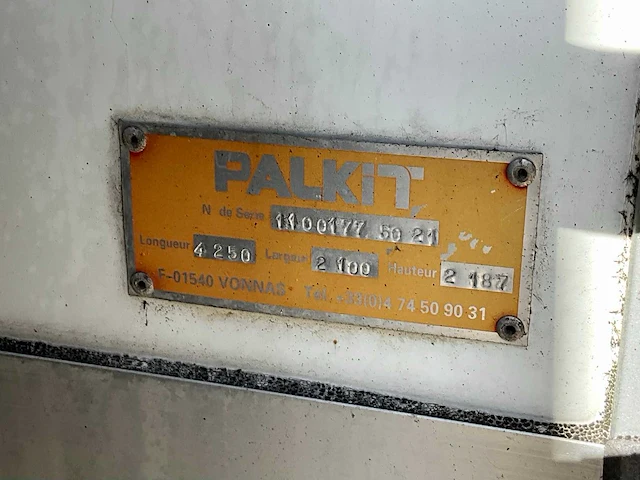 PALKIT
N° de Serie 1100177 50 21
Longueur 4 250 Largeur 2 100 Hauteur 2 187
F-01540 VONNAS Tél. +33(0)4 74 50 90 31